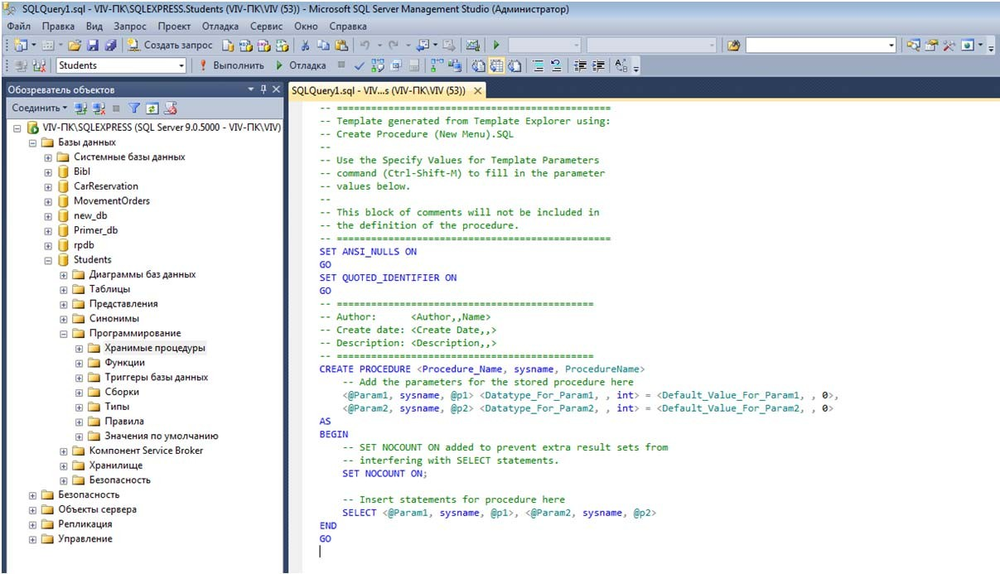 SQLQuery1.sql - VIV-ПК\SQLEXPRESS.Students (VIV-ПК\VIV (53)) - Microsoft SQL Server Management Studio (Администратор)
Файл Правка Вид Запрос Проект Отладка Сервис Окно Справка
Создать запрос
Students Выполнить Отладка
Обозреватель объектов
SQLQuery1.sql - VIV...s (VIV-ПК\VIV (53))
Соединить
VIV-ПК\SQLEXPRESS (SQL Server 9.0.5000 - VIV-ПК\VIV)
Базы данных
Системные базы данных
Bibl
CarReservation
MovementOrders
new_db
Primer_db
rpdb
Students
Диаграммы баз данных
Таблицы
Представления
Синонимы
Программирование
Хранимые процедуры
Функции
Триггеры базы данных
Сборки
Типы
Правила
Значения по умолчанию
Компонент Service Broker
Хранилище
Безопасность
Безопасность
Объекты сервера
Репликация
Управление
-- ================================================
-- Template generated from Template Explorer using:
-- Create Procedure (New Menu).SQL
--
-- Use the Specify Values for Template Parameters
-- command (Ctrl-Shift-M) to fill in the parameter
-- values below.
--
-- This block of comments will not be included in
-- the definition of the procedure.
-- ================================================
SET ANSI_NULLS ON
GO
SET QUOTED_IDENTIFIER ON
GO
-- =============================================
-- Author:      <Author,,Name>
-- Create date: <Create Date,,>
-- Description: <Description,,>
-- =============================================
CREATE PROCEDURE <Procedure_Name, sysname, ProcedureName>
-- Add the parameters for the stored procedure here
<@Param1, sysname, @p1> <Datatype_For_Param1, , int> = <Default_Value_For_Param1, , 0>,
<@Param2, sysname, @p2> <Datatype_For_Param2, , int> = <Default_Value_For_Param2, , 0>
AS
BEGIN
-- SET NOCOUNT ON added to prevent extra result sets from
-- interfering with SELECT statements.
SET NOCOUNT ON;
-- Insert statements for procedure here
SELECT <@Param1, sysname, @p1>, <@Param2, sysname, @p2>
END
GO